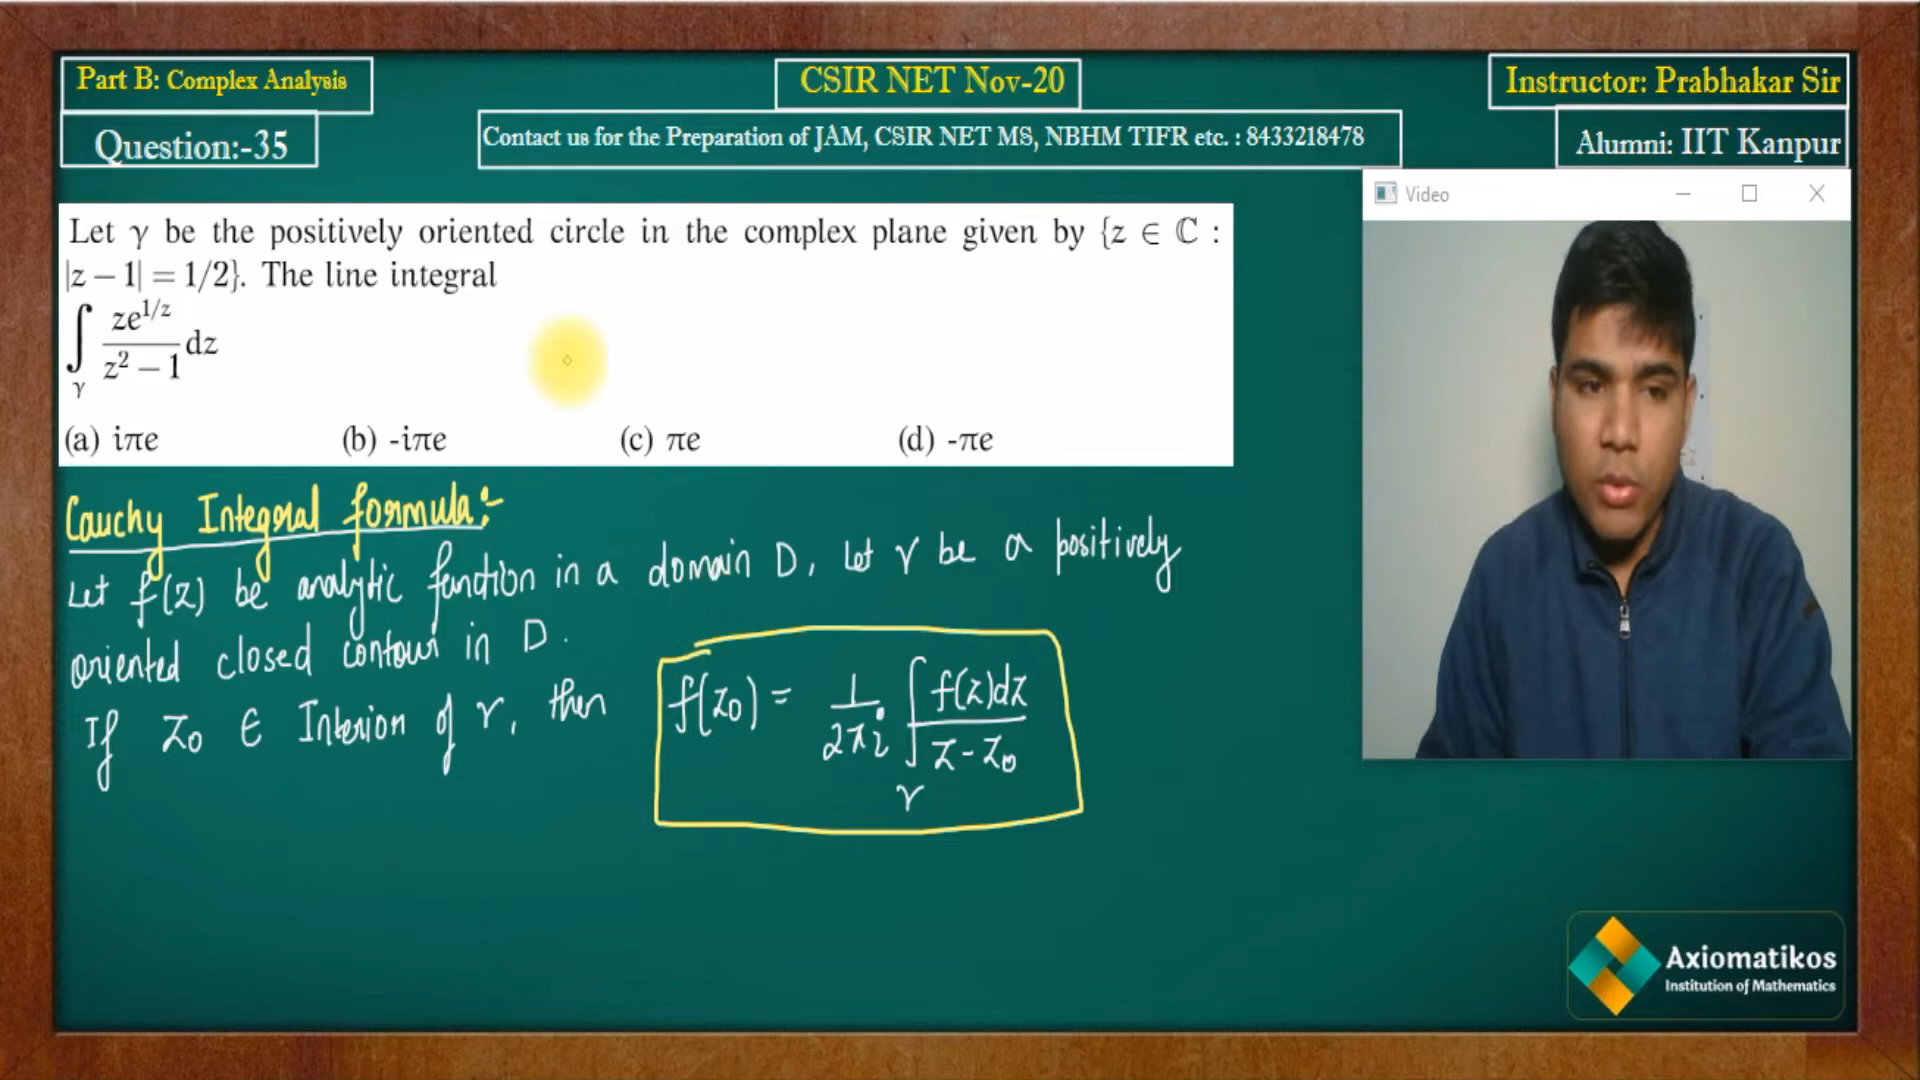 Part B: Complex Analysis
CSIR NET Nov-20
Instructor: Prabhakar Sir
Question:-35
Contact us for the Preparation of JAM, CSIR NET MS, NBHM TIFR etc. : 8433218478
Alumni: IIT Kanpur
Video
Let γ be the positively oriented circle in the complex plane given by {z ∈ ℂ :
|z − 1| = 1/2}. The line integral
∫γ ze^{1/z} / (z² − 1) dz
(a) iπe (b) -iπe (c) πe (d) -πe
Cauchy Integral formula:-
Let f(z) be analytic function in a domain D, Let γ be a positively
oriented closed contour in D.
If z₀ ∈ Interior of γ, then
f(z₀) = 1/2πi ∫γ f(z)dz / z-z₀
Axiomatikos
Institution of Mathematics